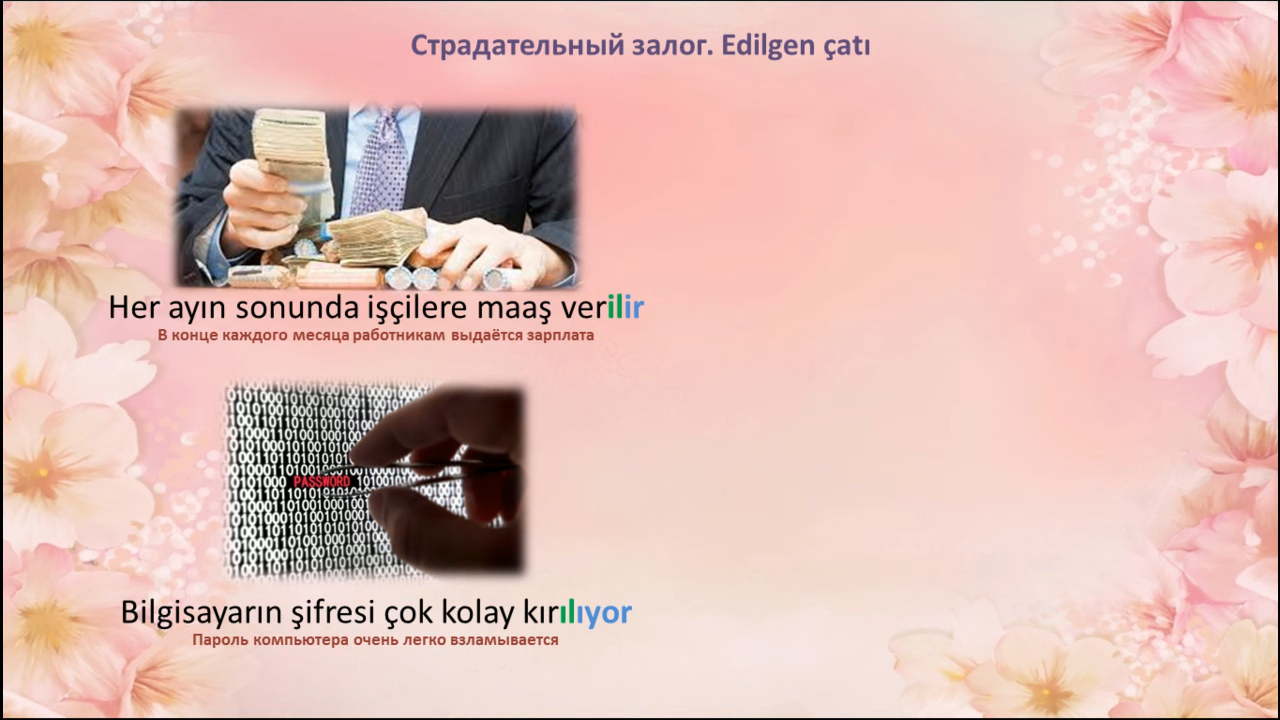 Страдательный залог. Edilgen çatı
Her ayın sonunda işçilere maaş verilir
В конце каждого месяца работникам выдаётся зарплата
PASSWORD
Bilgisayarın şifresi çok kolay kırılıyor
Пароль компьютера очень легко взламывается